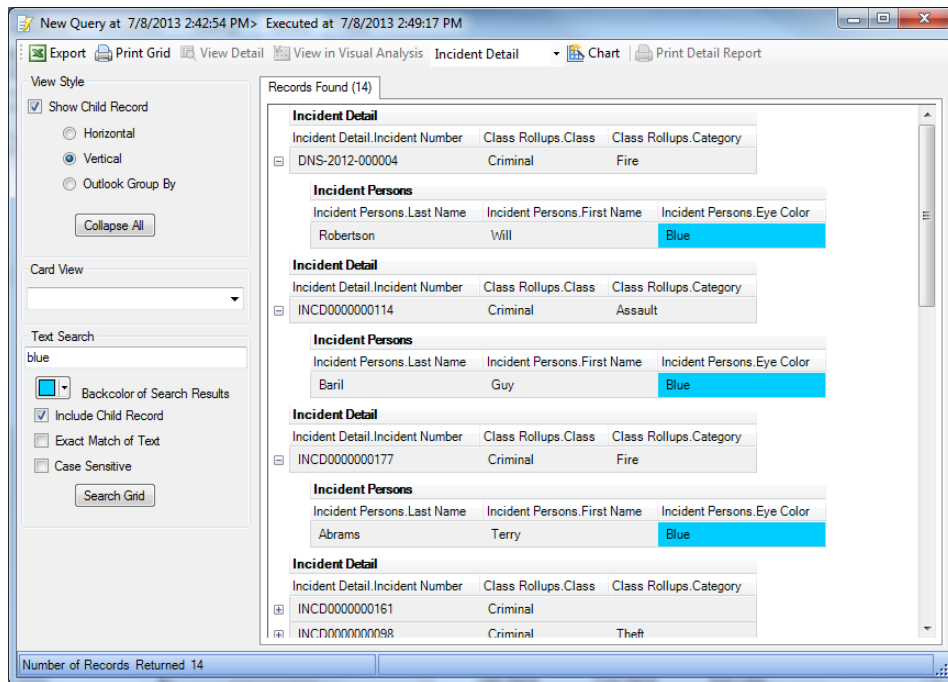 New Query at 7/8/2013 2:42:54 PM> Executed at 7/8/2013 2:49:17 PM
Export Print Grid View Detail View in Visual Analysis Incident Detail Chart Print Detail Report
View Style
Show Child Record
Horizontal
Vertical
Outlook Group By
Collapse All
Card View
Text Search
blue
Backcolor of Search Results
Include Child Record
Exact Match of Text
Case Sensitive
Search Grid
Records Found (14)
Incident Detail
Incident Detail.Incident Number Class Rollups.Class Class Rollups.Category
DNS-2012-000004 Criminal Fire
Incident Persons
Incident Persons.Last Name Incident Persons.First Name Incident Persons.Eye Color
Robertson Will Blue
Incident Detail
Incident Detail.Incident Number Class Rollups.Class Class Rollups.Category
INCD0000000114 Criminal Assault
Incident Persons
Incident Persons.Last Name Incident Persons.First Name Incident Persons.Eye Color
Baril Guy Blue
Incident Detail
Incident Detail.Incident Number Class Rollups.Class Class Rollups.Category
INCD0000000177 Criminal Fire
Incident Persons
Incident Persons.Last Name Incident Persons.First Name Incident Persons.Eye Color
Abrams Terry Blue
Incident Detail
Incident Detail.Incident Number Class Rollups.Class Class Rollups.Category
INCD0000000161 Criminal
INCD0000000098 Criminal Theft
Number of Records Returned 14